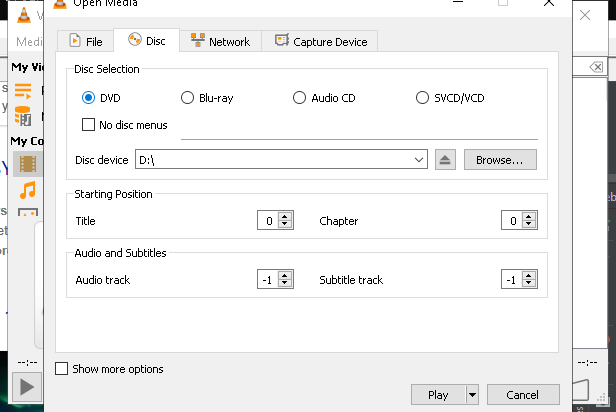 Open Media
Medi
File
Disc
Network
Capture Device
My Vi
Disc Selection
DVD
Blu-ray
Audio CD
SVCD/VCD
No disc menus
My Co
Disc device
D:\
Browse...
Starting Position
Title
0
Chapter
0
Audio and Subtitles
Audio track
-1
Subtitle track
-1
--:--
--:--
Show more options
Play
Cancel